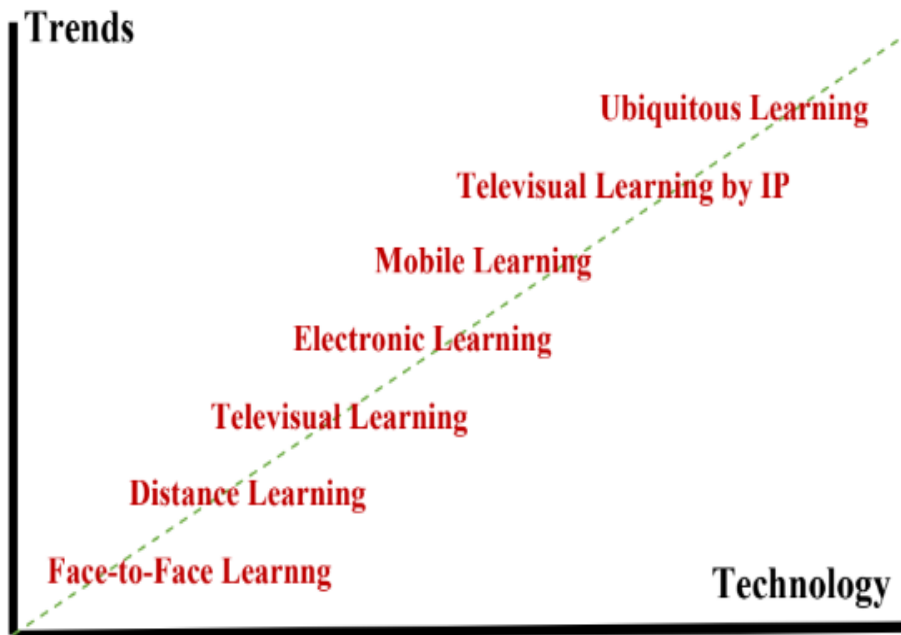 Trends
Ubiquitous Learning
Televisual Learning by IP
Mobile Learning
Electronic Learning
Televisual Learning
Distance Learning
Face-to-Face Learnng
Technology